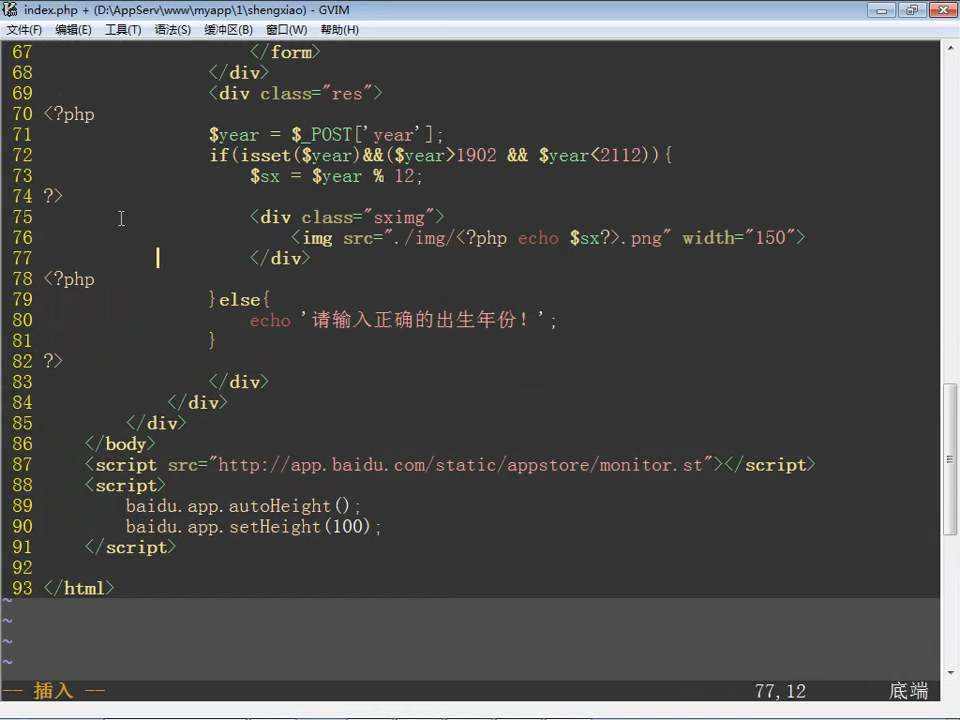 index.php + (D:\AppServ\www\myapp\1\shengxiao) - GVIM
文件(F) 编辑(E) 工具(T) 语法(S) 缓冲区(B) 窗口(W) 帮助(H)
67 </form>
68 </div>
69 <div class="res">
70 <?php
71 $year = $_POST['year'];
72 if(isset($year)&&($year>1902 && $year<2112)){
73 $sx = $year % 12;
74 ?>
75 <div class="sximg">
76 <img src="./img/<?php echo $sx?>.png" width="150">
77 </div>
78 <?php
79 }else{
80 echo '请输入正确的出生年份！';
81 }
82 ?>
83 </div>
84 </div>
85 </div>
86 </body>
87 <script src="http://app.baidu.com/static/appstore/monitor.st"></script>
88 <script>
89 baidu.app.autoHeight();
90 baidu.app.setHeight(100);
91 </script>
92
93 </html>
~
~
~
~
-- 插入 -- 77,12 底端